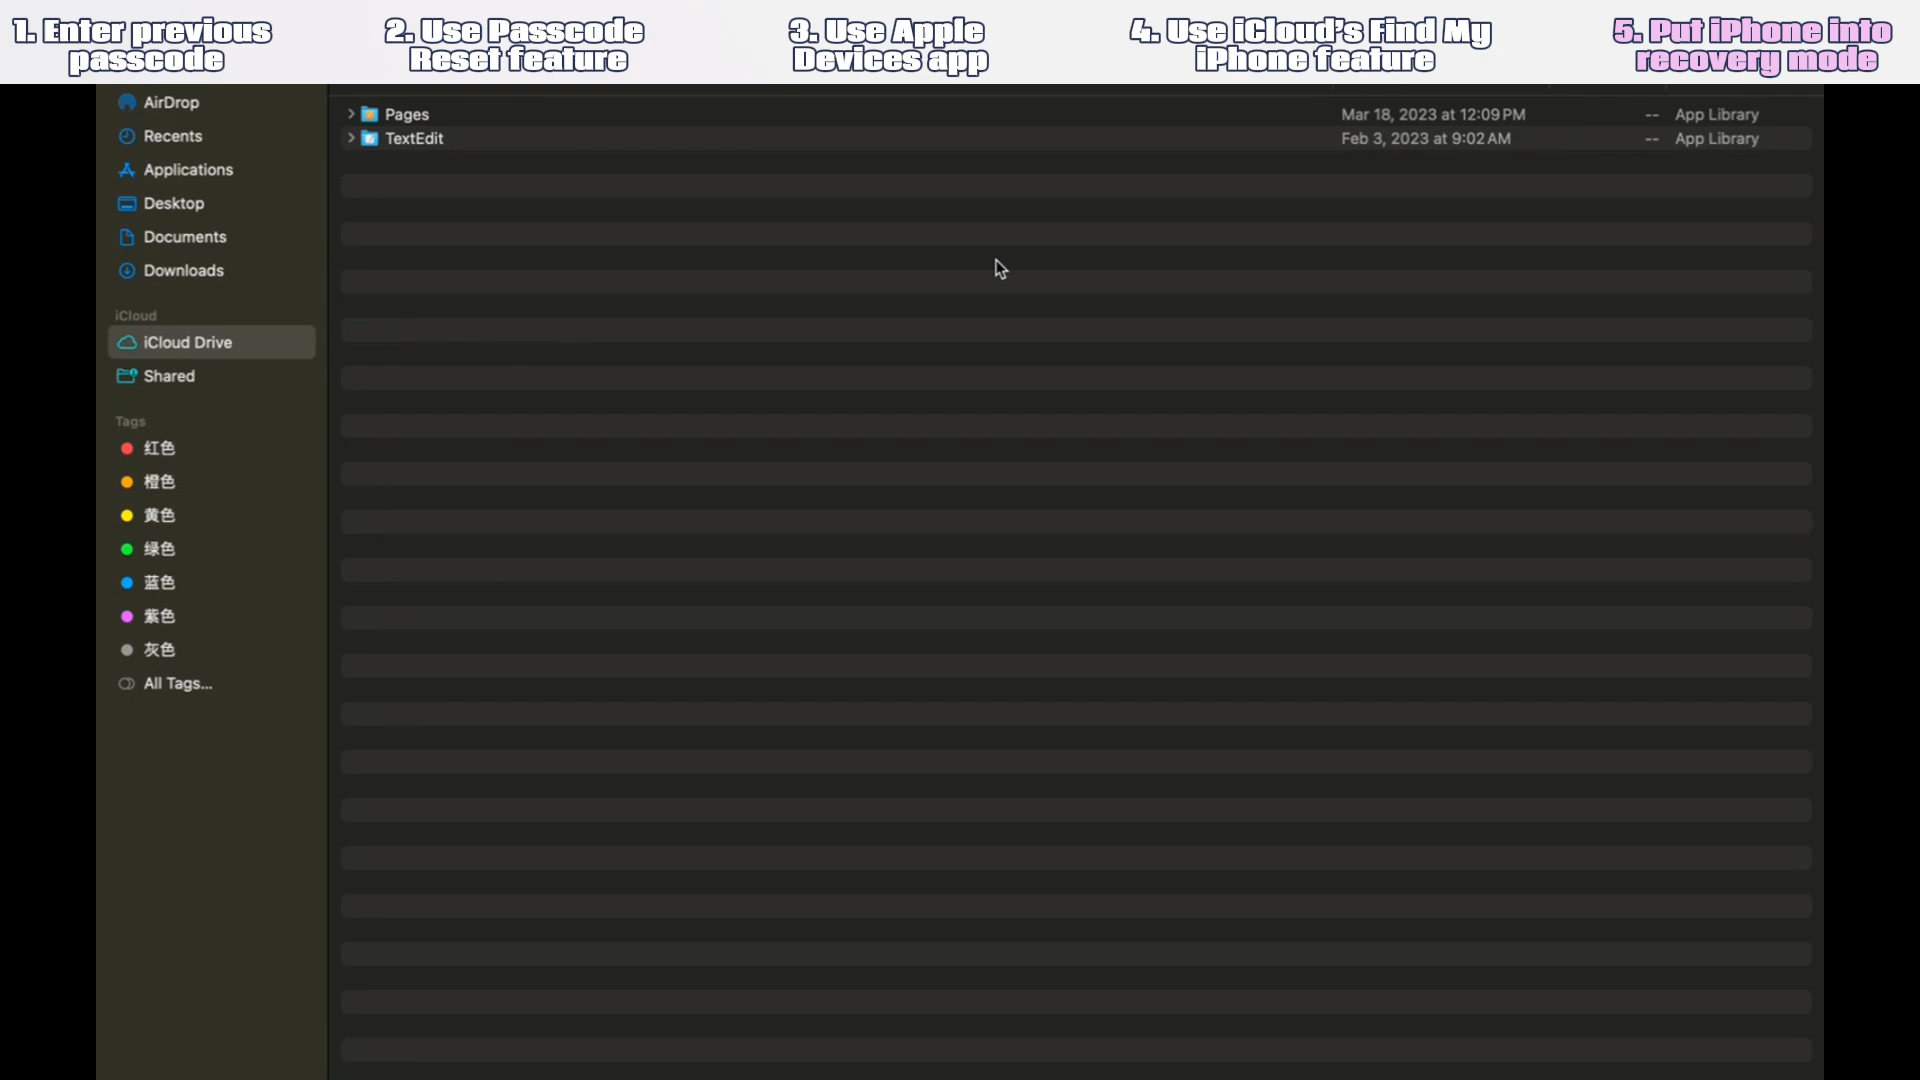 1. Enter previous
passcode
2. Use Passcode
Reset feature
3. Use Apple
Devices app
4. Use iCloud's Find My
iPhone feature
5. Put iPhone into
recovery mode
AirDrop
Recents
Applications
Desktop
Documents
Downloads
iCloud
iCloud Drive
Shared
Tags
红色
橙色
黄色
绿色
蓝色
紫色
灰色
All Tags...
Pages Mar 18, 2023 at 12:09 PM -- App Library
TextEdit Feb 3, 2023 at 9:02 AM -- App Library